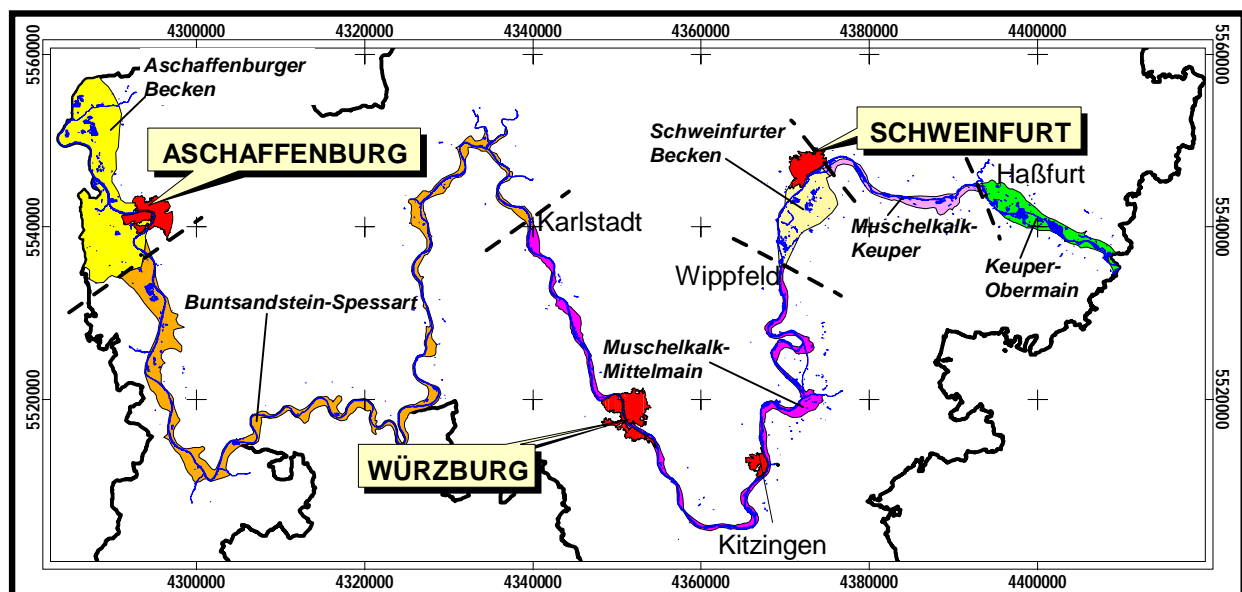 4300000
4320000
4340000
4360000
4380000
4400000
5560000
5560000
Aschaffenburger
Becken
ASCHAFFENBURG
Schweinfurter
Becken
SCHWEINFURT
Haßfurt
5540000
5540000
Karlstadt
Muschelkalk-
Keuper
Wippfeld
Keuper-
Obermain
Buntsandstein-Spessart
Muschelkalk-
Mittelmain
5520000
5520000
WÜRZBURG
Kitzingen
4300000
4320000
4340000
4360000
4380000
4400000